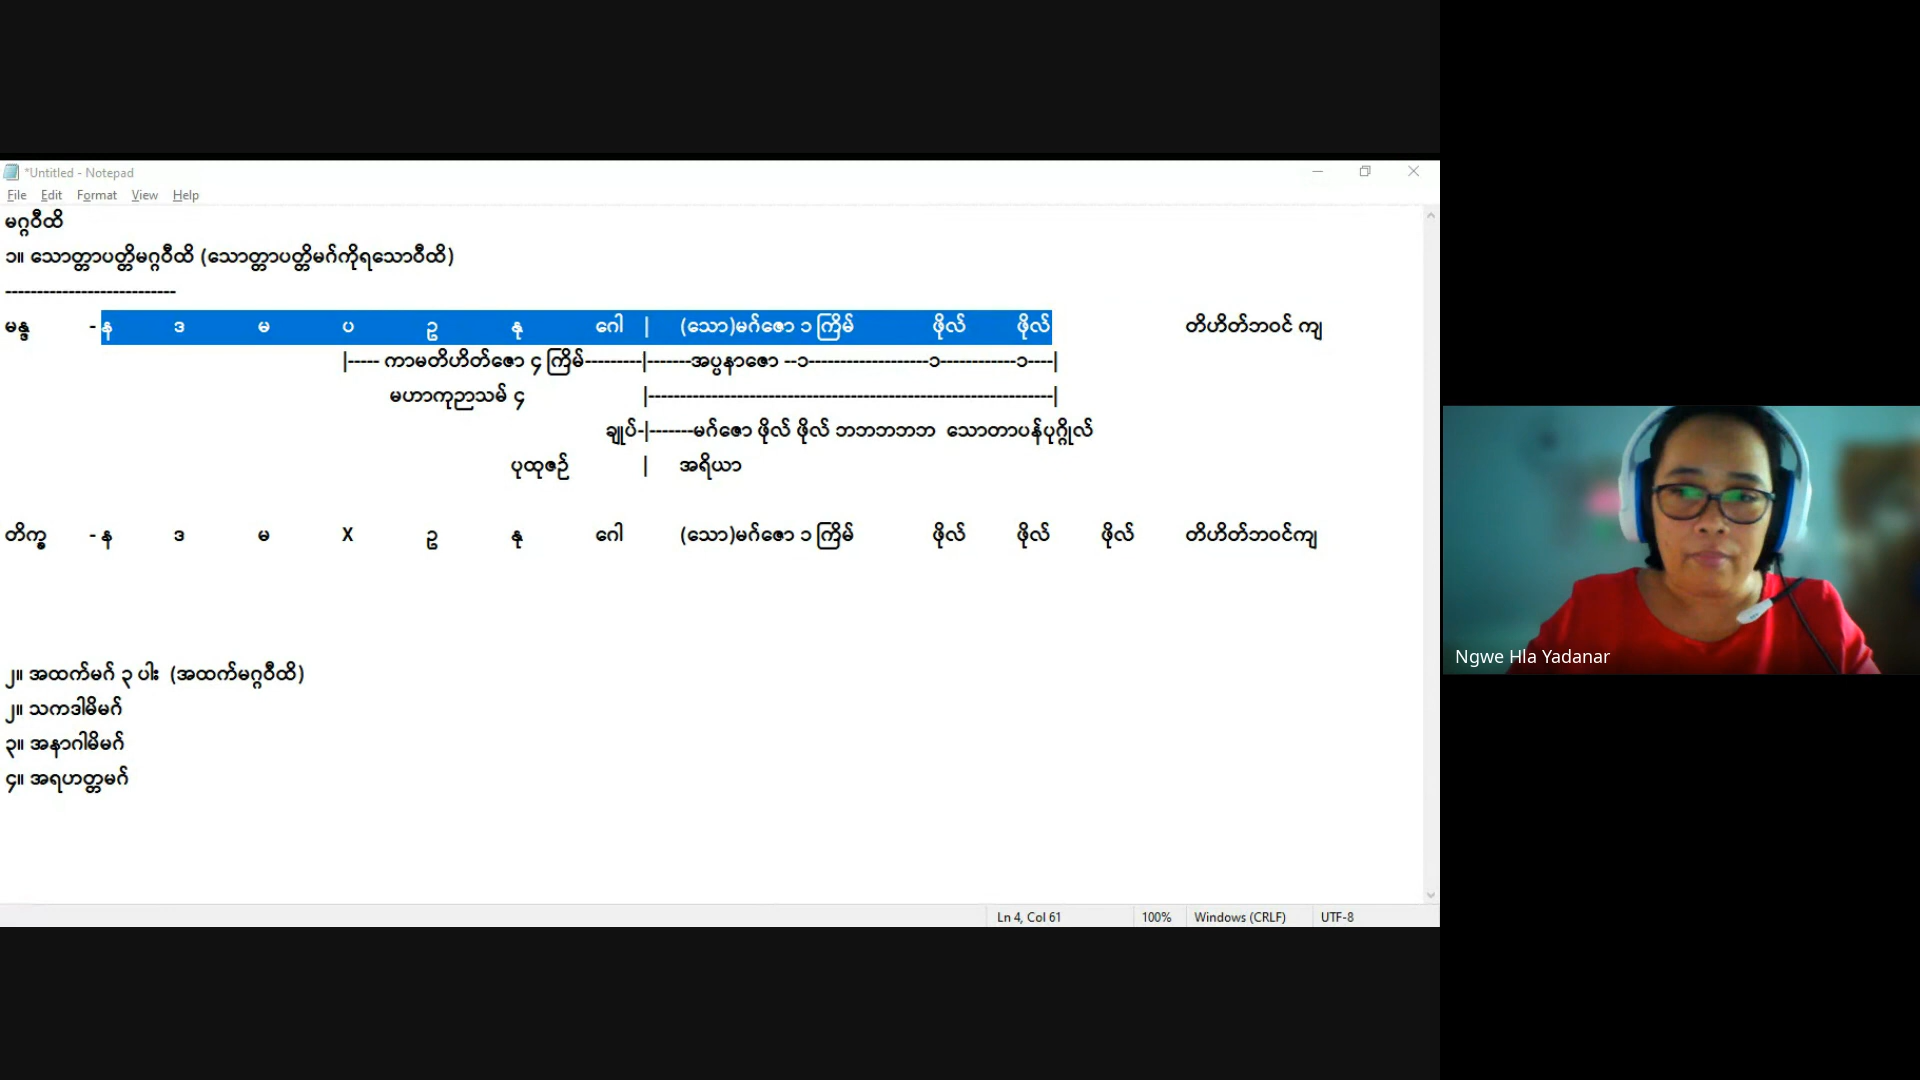 *Untitled - Notepad
File Edit Format View Help
မဂ္ဂဝီထိ
၁။ သောတ္တာပတ္တိမဂ္ဂဝီထိ (သောတ္တာပတ္တိမဂ်ကိုရသောဝီထိ)
---------------------------
မန္ဒ - န ဒ မ ပ ဥ နု ဂေါ | (သော)မဂ်ဇော ၁ ကြိမ် ဖိုလ် ဖိုလ် တိဟိတ်ဘဝင် ကျ
|----- ကာမတိဟိတ်ဇော ၄ ကြိမ်---------|-------အပ္ပနာဇော --၁-------------------၁------------၁----|
မဟာကုဉာသမ် ၄ |----------------------------------------------------------------|
ချုပ်-|-------မဂ်ဇော ဖိုလ် ဖိုလ် ဘဘဘဘဘ သောတာပန်ပုဂ္ဂိုလ်
ပုထုဇဉ် | အရိယာ
တိက္ခ - န ဒ မ X ဥ နု ဂေါ (သော)မဂ်ဇော ၁ ကြိမ် ဖိုလ် ဖိုလ် ဖိုလ် တိဟိတ်ဘဝင်ကျ
၂။ အထက်မဂ် ၃ ပါး (အထက်မဂ္ဂဝီထိ)
၂။ သကဒါမိမဂ်
၃။ အနာဂါမိမဂ်
၄။ အရဟတ္တမဂ်
Ln 4, Col 61 100% Windows (CRLF) UTF-8
Ngwe Hla Yadanar